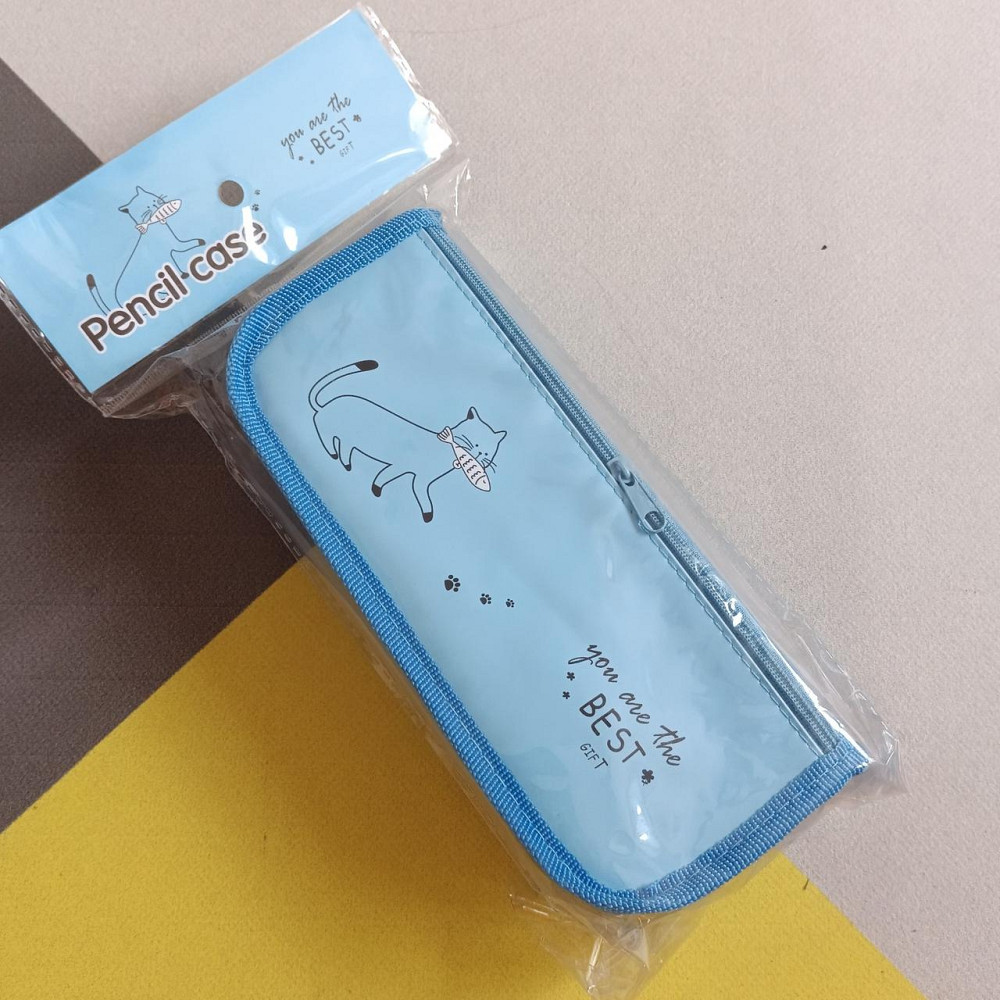 you are the
BEST
GIFT
Pencil case
you are the
BEST
GIFT